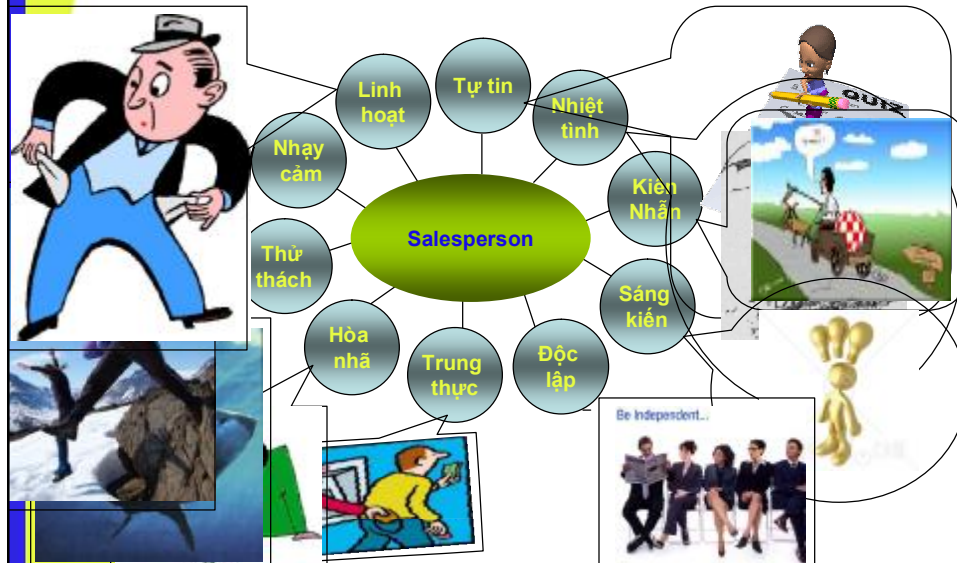 Linh
hoạt
Tự tin
Nhiệt
tình
Nhạy
cảm
Kiên
Nhẫn
Thử
thách
Salesperson
Sáng
kiến
Hòa
nhã
Trung
thực
Độc
lập
QUIZ
Be Independent...